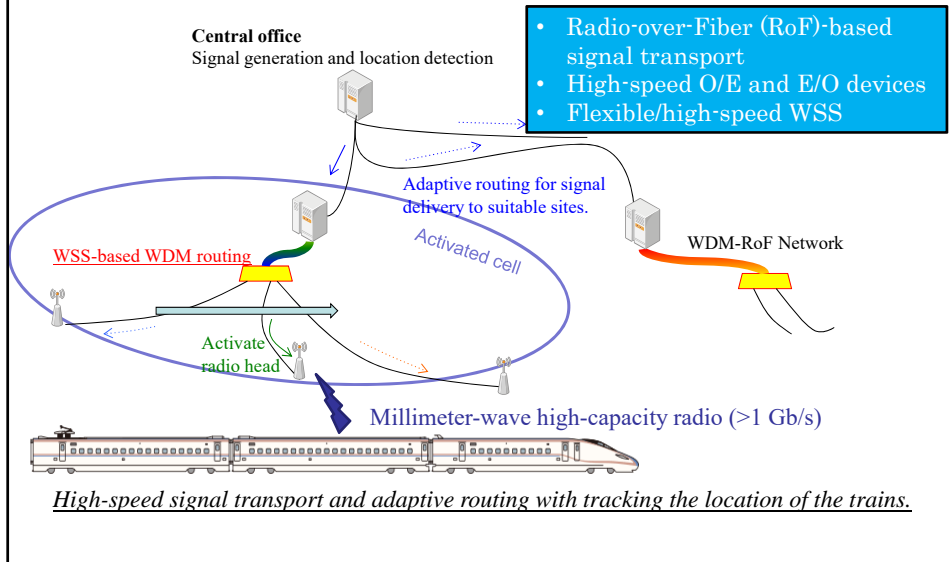 Central office
Signal generation and location detection
• Radio-over-Fiber (RoF)-based
signal transport
• High-speed O/E and E/O devices
• Flexible/high-speed WSS
Adaptive routing for signal
delivery to suitable sites.
Activated cell
WDM-RoF Network
WSS-based WDM routing
Activate
radio head
Millimeter-wave high-capacity radio (>1 Gb/s)
High-speed signal transport and adaptive routing with tracking the location of the trains.